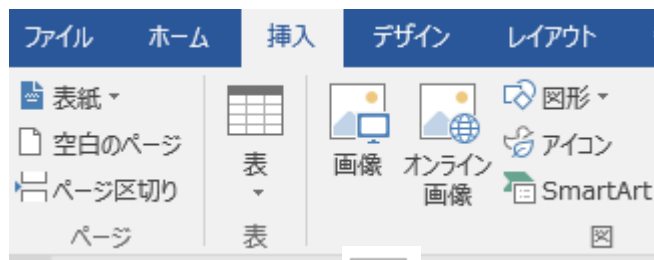 ファイル ホーム 挿入 デザイン レイアウト
表紙
空白のページ
ページ区切り
ページ
表
表
画像
オンライン
画像
図形
アイコン
SmartArt
図